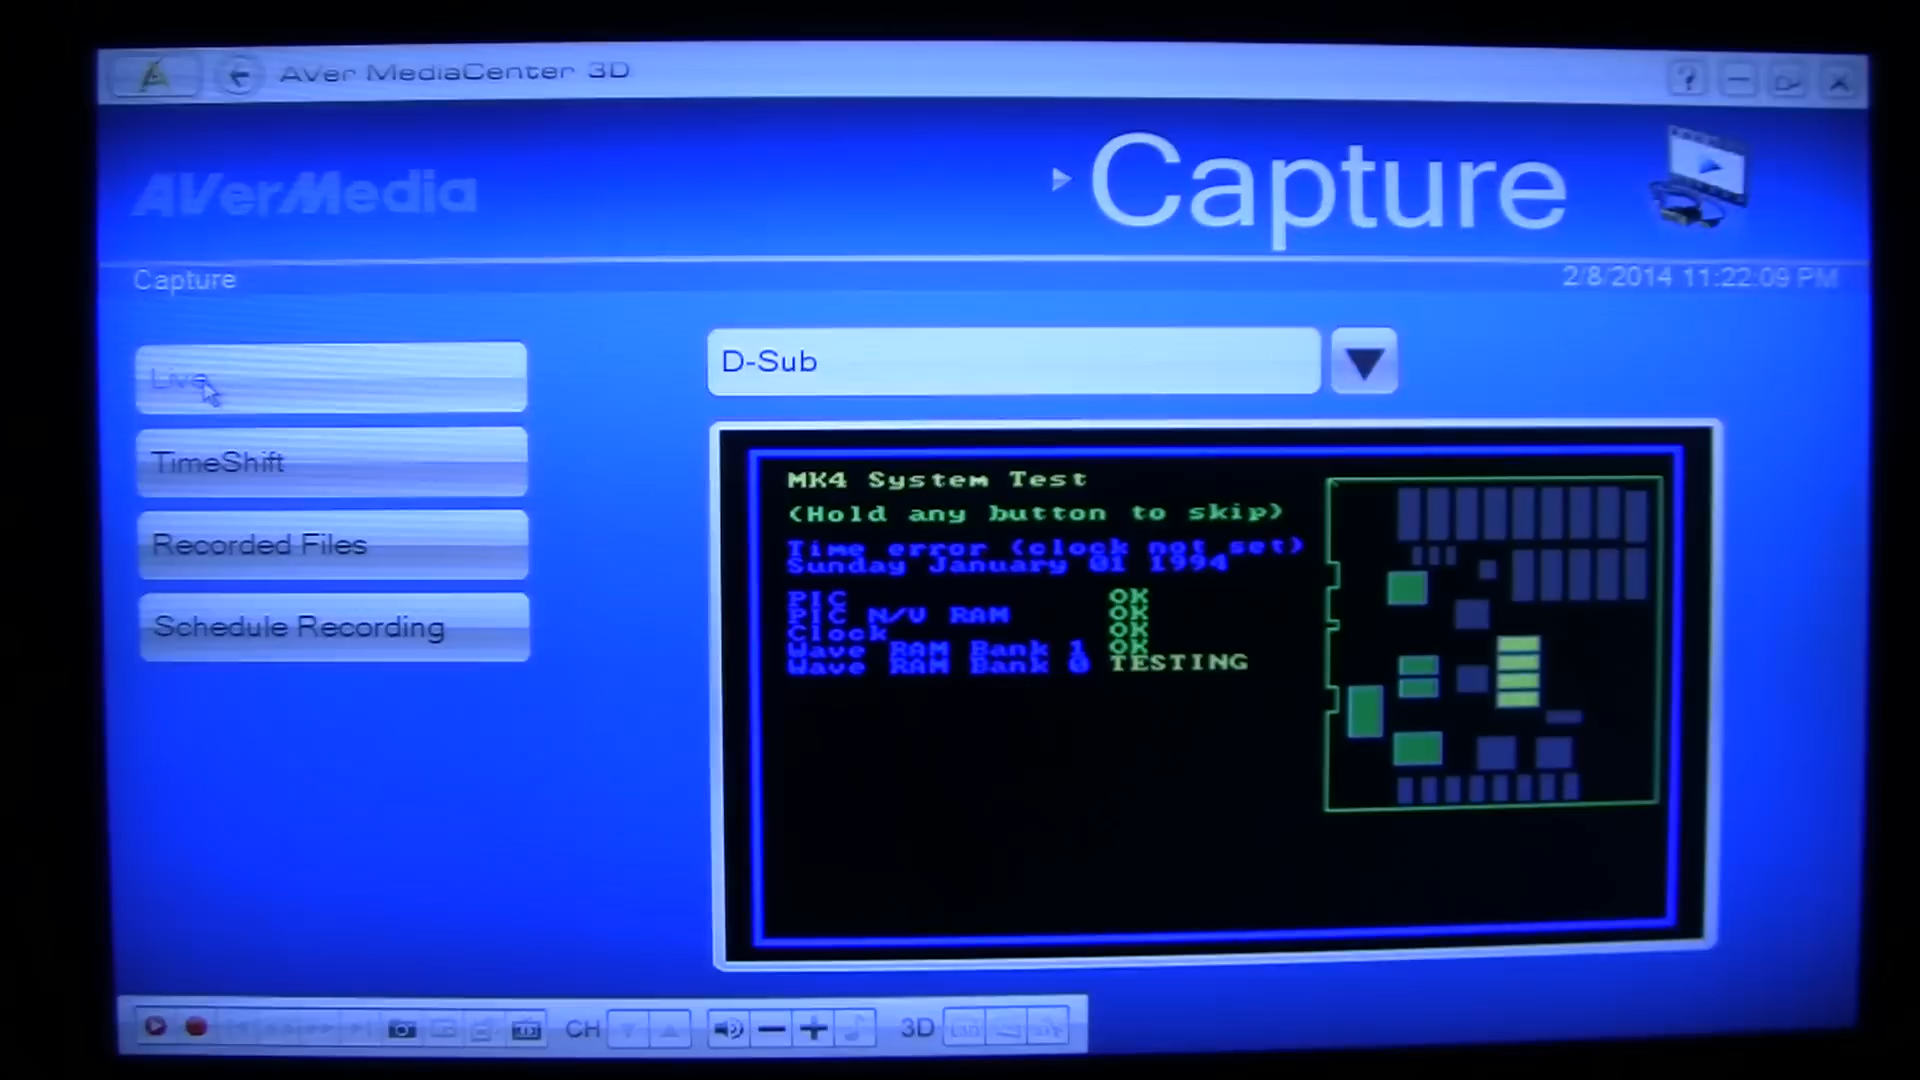 AVer MediaCenter 3D
?
AVerMedia
Capture
Capture
2/8/2014 11:22:09 PM
Live
D-Sub
TimeShift
Recorded Files
Schedule Recording
MK4 System Test
(Hold any button to skip)
Time error (clock not set)
Sunday January 01 1994
PIC OK
PIC N/V RAM OK
Clock OK
Wave RAM Bank 1 OK
Wave RAM Bank 0 TESTING
CH
3D